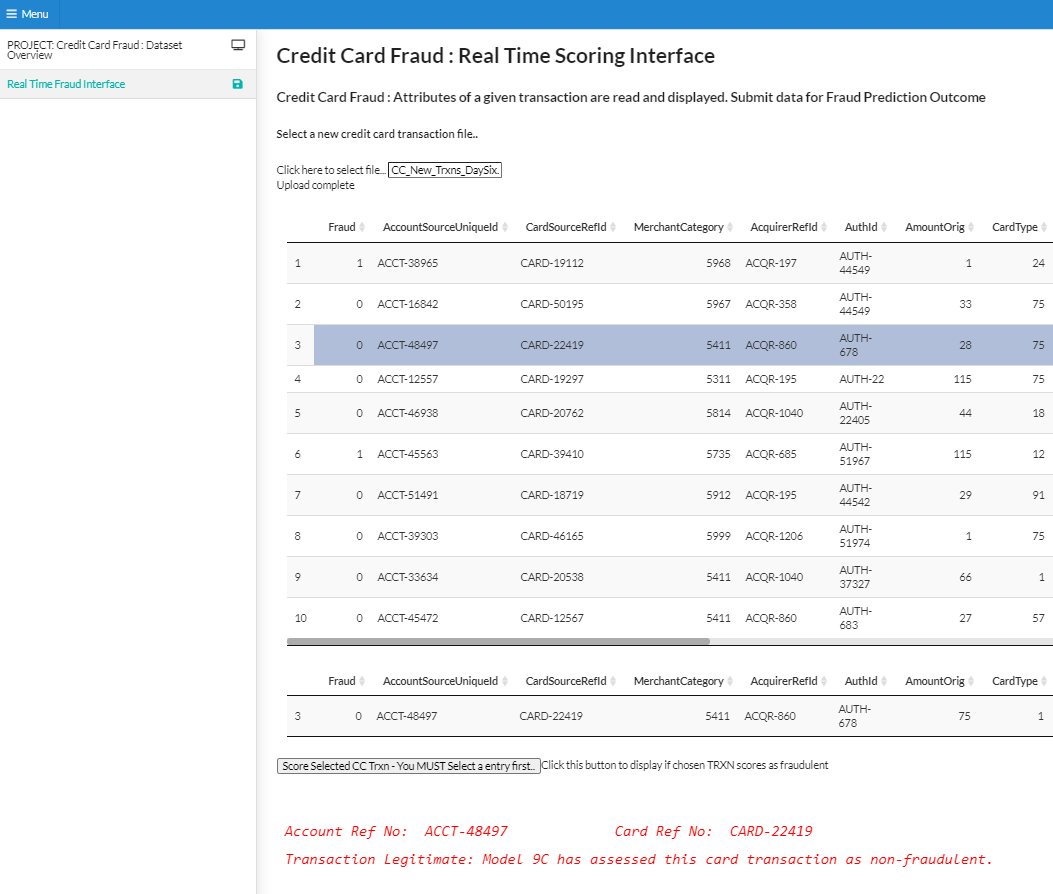 Menu
PROJECT: Credit Card Fraud : Dataset
Overview
Real Time Fraud Interface
Credit Card Fraud : Real Time Scoring Interface
Credit Card Fraud : Attributes of a given transaction are read and displayed. Submit data for Fraud Prediction Outcome
Select a new credit card transaction file..
Click here to select file... CC_New_Trxns_DaySix.
Upload complete
Fraud AccountSourceUniqueId CardSourceRefId MerchantCategory AcquirerRefId AuthId AmountOrig CardType
1 1 ACCT-38965 CARD-19112 5968 ACQR-197 AUTH-44549 1 24
2 0 ACCT-16842 CARD-50195 5967 ACQR-358 AUTH-44549 33 75
3 0 ACCT-48497 CARD-22419 5411 ACQR-860 AUTH-678 28 75
4 0 ACCT-12557 CARD-19297 5311 ACQR-195 AUTH-22 115 75
5 0 ACCT-46938 CARD-20762 5814 ACQR-1040 AUTH-22405 44 18
6 1 ACCT-45563 CARD-39410 5735 ACQR-685 AUTH-51967 115 12
7 0 ACCT-51491 CARD-18719 5912 ACQR-195 AUTH-44542 29 91
8 0 ACCT-39303 CARD-46165 5999 ACQR-1206 AUTH-51974 1 75
9 0 ACCT-33634 CARD-20538 5411 ACQR-1040 AUTH-37327 66 1
10 0 ACCT-45472 CARD-12567 5411 ACQR-860 AUTH-683 27 57
Fraud AccountSourceUniqueId CardSourceRefId MerchantCategory AcquirerRefId AuthId AmountOrig CardType
3 0 ACCT-48497 CARD-22419 5411 ACQR-860 AUTH-678 75 1
Score Selected CC Trxn - You MUST Select a entry first.. Click this button to display if chosen TRXN scores as fraudulent
Account Ref No: ACCT-48497 Card Ref No: CARD-22419
Transaction Legitimate: Model 9C has assessed this card transaction as non-fraudulent.